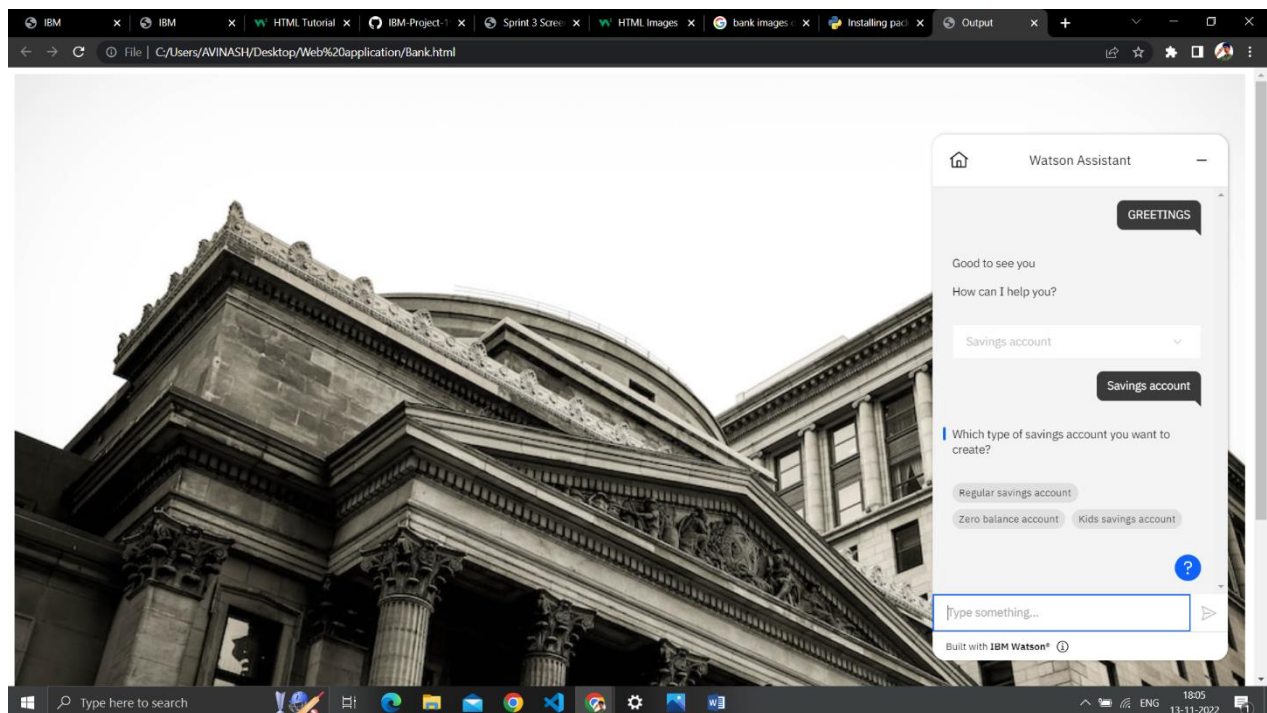 IBM
IBM
HTML Tutorial
IBM-Project-1
Sprint 3 Scree
HTML Images
bank images
Installing pac
Output
File | C:/Users/AVINASH/Desktop/Web%20application/Bank.html
Watson Assistant
GREETINGS
Good to see you
How can I help you?
Savings account
Savings account
Which type of savings account you want to
create?
Regular savings account
Zero balance account Kids savings account
?
Type something...
Built with IBM Watson®
Type here to search
ENG
18:05
13-11-2022